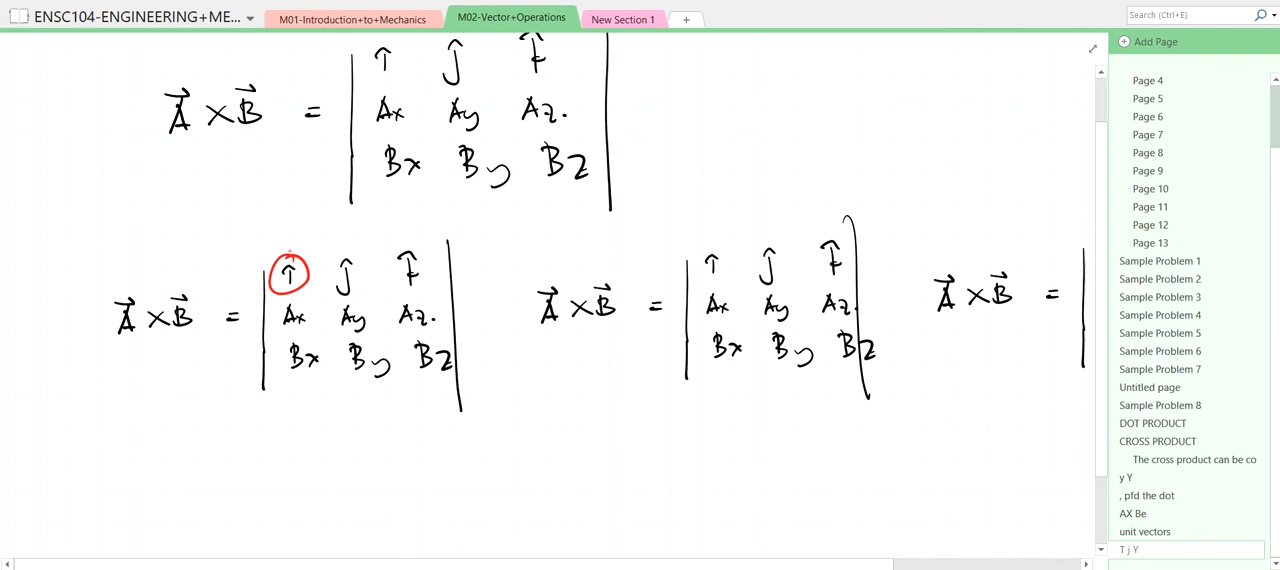 ENSC104-ENGINEERING+ME... M01-Introduction+to+Mechanics M02-Vector+Operations New Section 1 + Search (Ctrl+E)
Add Page
î ĵ k̂
A⃗ × B⃗ = Ax Ay Az.
Bx By Bz
î ĵ k̂ î ĵ k̂
A⃗ × B⃗ = Ax Ay Az. A⃗ × B⃗ = Ax Ay Az. A⃗ × B⃗ =
Bx By Bz Bx By Bz
Page 4
Page 5
Page 6
Page 7
Page 8
Page 9
Page 10
Page 11
Page 12
Page 13
Sample Problem 1
Sample Problem 2
Sample Problem 3
Sample Problem 4
Sample Problem 5
Sample Problem 6
Sample Problem 7
Untitled page
Sample Problem 8
DOT PRODUCT
CROSS PRODUCT
The cross product can be co
y Y
, pfd the dot
AX Be
unit vectors
T j Y